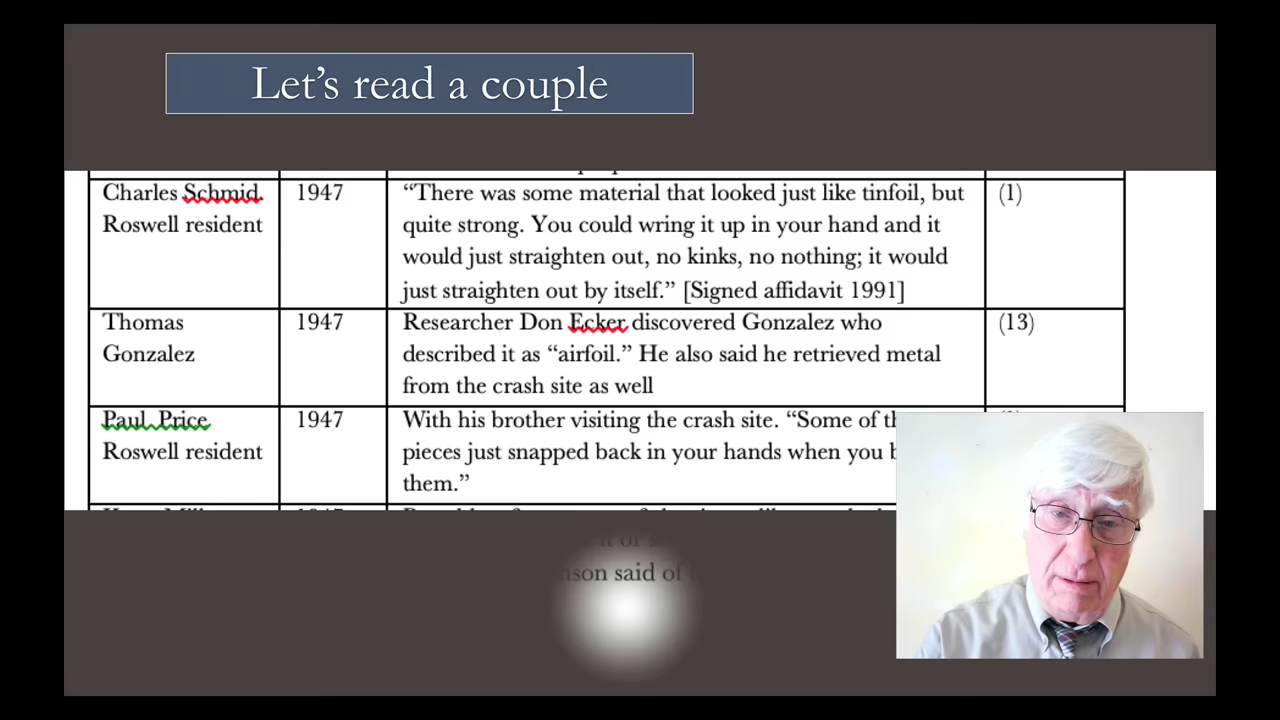 Let’s read a couple
Charles Schmid. 1947 “There was some material that looked just like tinfoil, but (1)
Roswell resident quite strong. You could wring it up in your hand and it
would just straighten out, no kinks, no nothing; it would
just straighten out by itself.” [Signed affidavit 1991]
Thomas 1947 Researcher Don Ecker discovered Gonzalez who (13)
Gonzalez described it as “airfoil.” He also said he retrieved metal
from the crash site as well
Paul Price 1947 With his brother visiting the crash site. “Some of
Roswell resident pieces just snapped back in your hands when you
them.”
said of